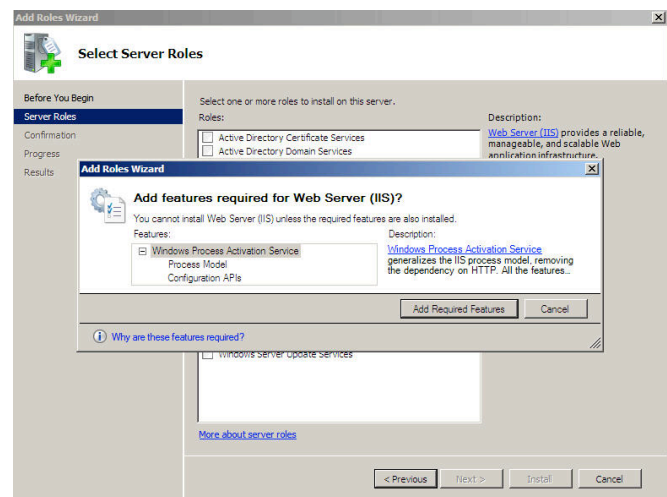 Add Roles Wizard
Select Server Roles
Before You Begin
Server Roles
Confirmation
Progress
Results
Select one or more roles to install on this server.
Roles:
Active Directory Certificate Services
Active Directory Domain Services
Description:
Web Server (IIS) provides a reliable,
manageable, and scalable Web
application infrastructure.
Add Roles Wizard
Add features required for Web Server (IIS)?
You cannot install Web Server (IIS) unless the required features are also installed.
Features:
Windows Process Activation Service
Process Model
Configuration APIs
Description:
Windows Process Activation Service
generalizes the IIS process model, removing
the dependency on HTTP. All the features...
Add Required Features
Cancel
Why are these features required?
Windows Server Update Services
More about server roles
< Previous
Next >
Install
Cancel